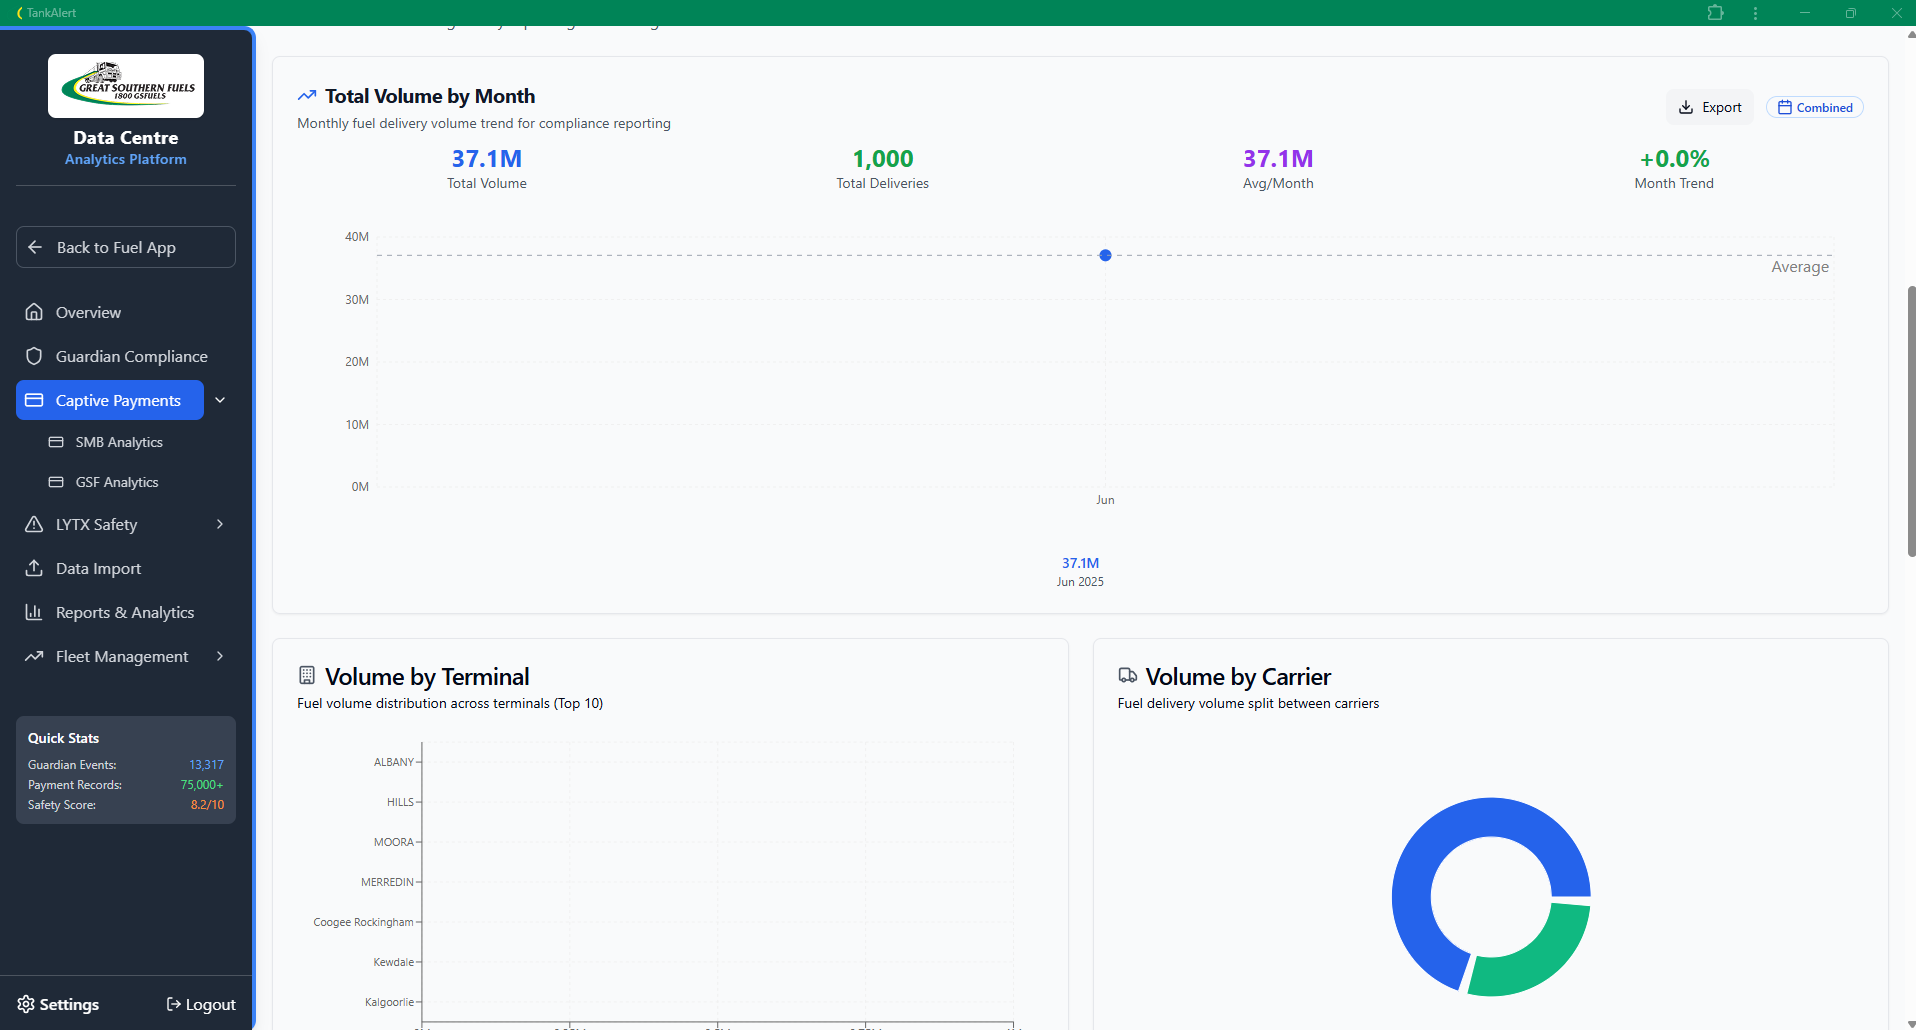 TankAlert
GREAT SOUTHERN FUELS
1800 GSFUELS
Data Centre
Analytics Platform
Back to Fuel App
Overview
Guardian Compliance
Captive Payments
SMB Analytics
GSF Analytics
LYTX Safety
Data Import
Reports & Analytics
Fleet Management
Quick Stats
Guardian Events: 13,317
Payment Records: 75,000+
Safety Score: 8.2/10
Settings Logout
Total Volume by Month
Monthly fuel delivery volume trend for compliance reporting
Export Combined
37.1M 1,000 37.1M +0.0%
Total Volume Total Deliveries Avg/Month Month Trend
40M
Average
30M
20M
10M
0M
Jun
37.1M
Jun 2025
Volume by Terminal
Fuel volume distribution across terminals (Top 10)
ALBANY
HILLS
MOORA
MERREDIN
Coogee Rockingham
Kewdale
Kalgoorlie
Volume by Carrier
Fuel delivery volume split between carriers